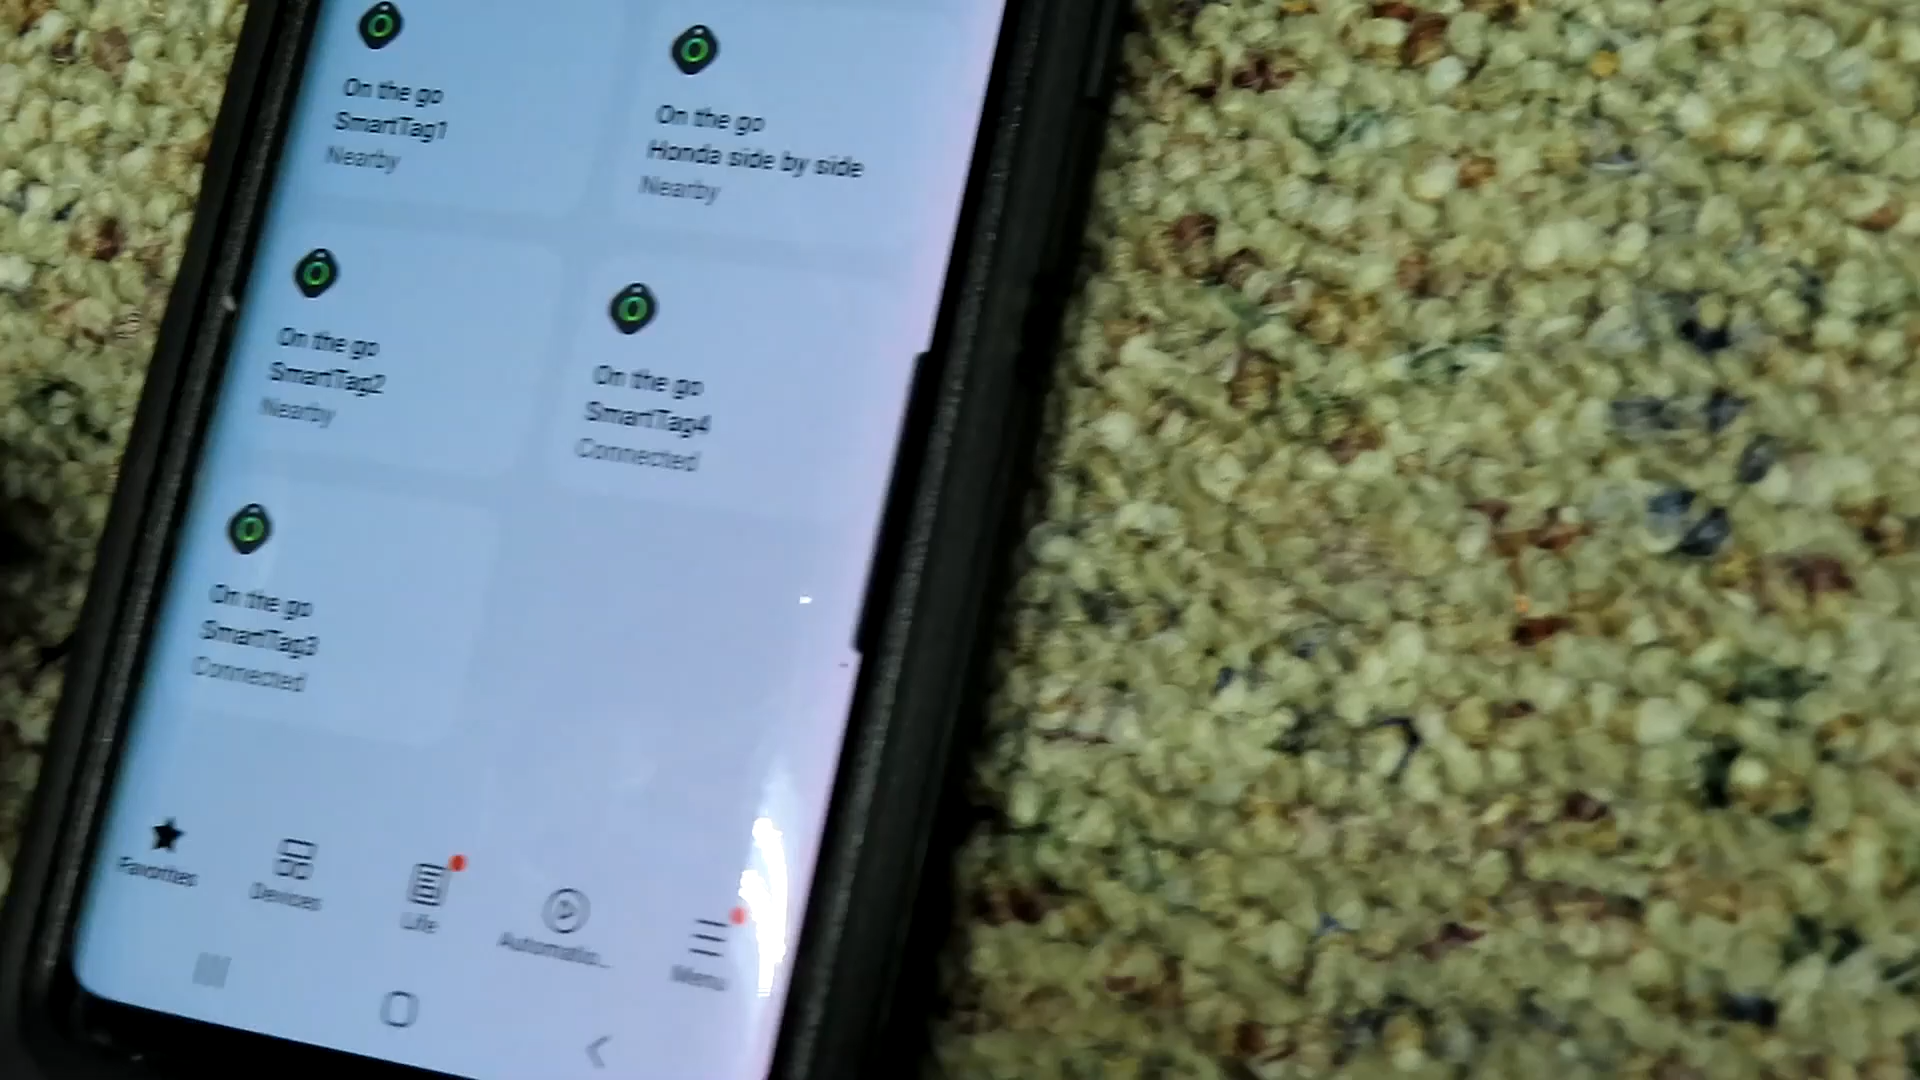 On the go
SmartTag1
Nearby
On the go
Honda side by side
Nearby
On the go
SmartTag2
Nearby
On the go
SmartTag4
Connected
On the go
SmartTag3
Connected
Favorites
Devices
Life
Automatio...
Menu